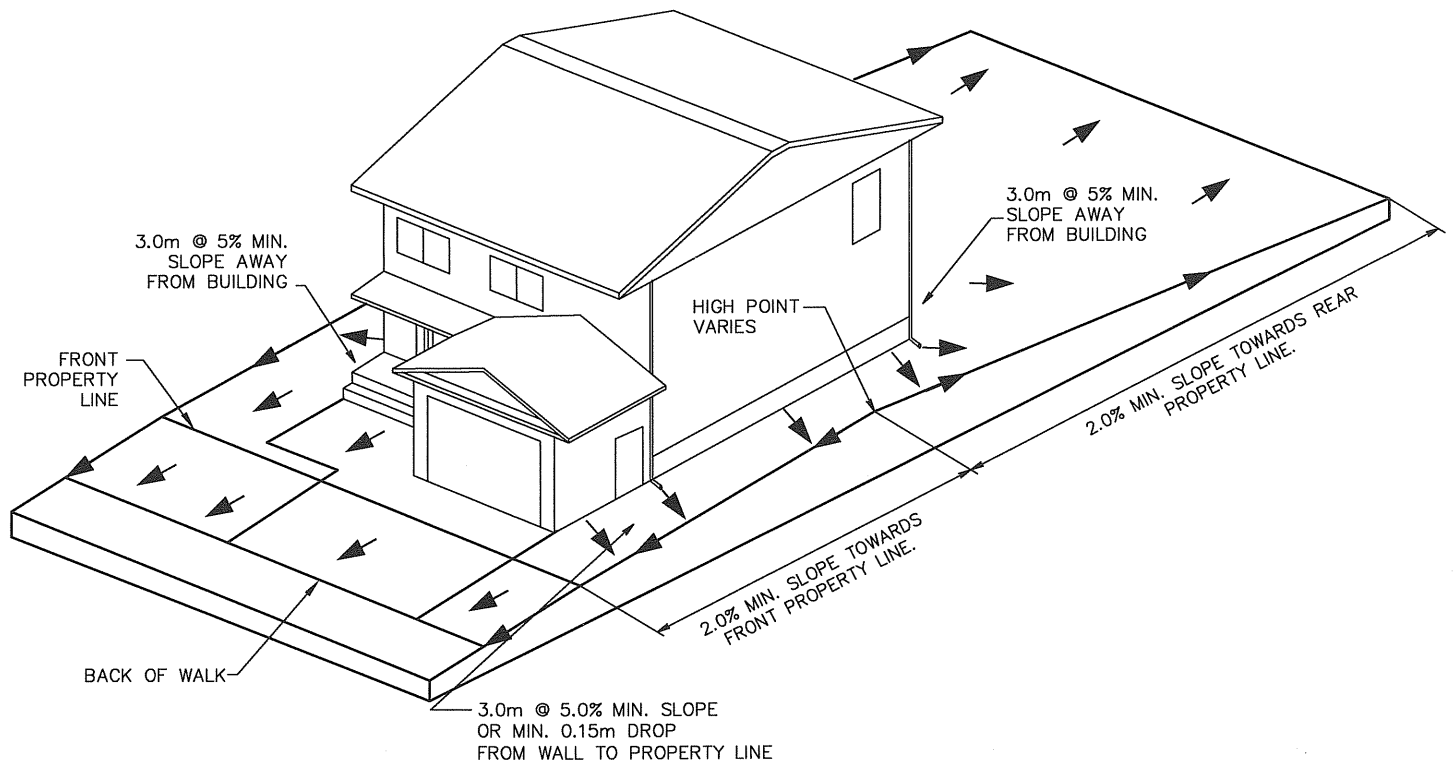 3.0m @ 5% MIN.
SLOPE AWAY
FROM BUILDING
3.0m @ 5% MIN.
SLOPE AWAY
FROM BUILDING
HIGH POINT
VARIES
FRONT
PROPERTY
LINE
2.0% MIN. SLOPE TOWARDS REAR
PROPERTY LINE.
2.0% MIN. SLOPE TOWARDS
FRONT PROPERTY LINE.
BACK OF WALK
3.0m @ 5.0% MIN. SLOPE
OR MIN. 0.15m DROP
FROM WALL TO PROPERTY LINE